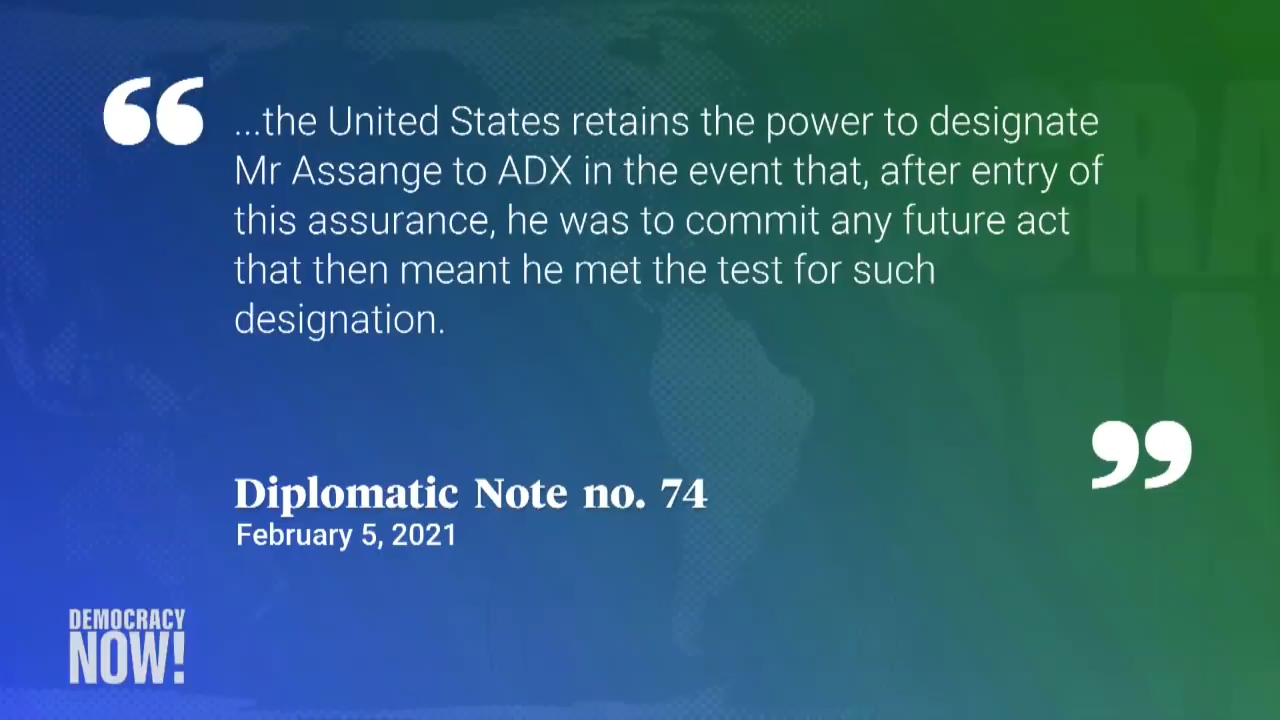 “
...the United States retains the power to designate
Mr Assange to ADX in the event that, after entry of
this assurance, he was to commit any future act
that then meant he met the test for such
designation.
”
Diplomatic Note no. 74
February 5, 2021
DEMOCRACY
NOW!